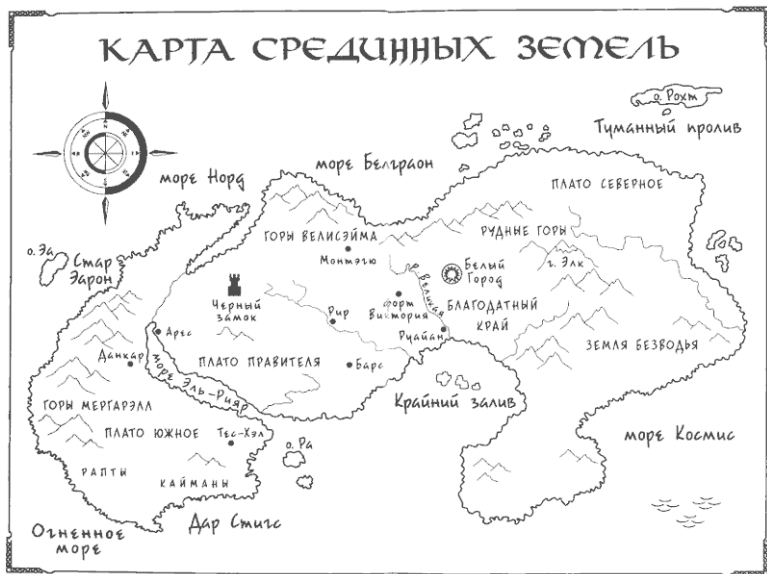 КАРТА СРЕДИННЫХ ЗЕМЕЛЬ
о. Рохт
Туманный пролив
море Белграон
море Норд
ПЛАТО СЕВЕРНОЕ
ГОРЫ ВЕЛИСЭЙМА
РУДНЫЕ ГОРЫ
Монтэгю
о. Эа
Стар
Эарон
Белый
Город
г. Элк
р. Великая
Черный
замок
форт
Виктория
БЛАГОДАТНЫЙ
КРАЙ
Рир
Арес
Руайан
ЗЕМЛЯ БЕЗВОДЬЯ
Данкар
ПЛАТО ПРАВИТЕЛЯ
Барс
море Эль-Рияр
Крайний залив
ГОРЫ МЕРГАРЭЛЛ
ПЛАТО ЮЖНОЕ
Тес-Хэл
о. Ра
море Космис
РАПТЫ
КАЙМАНЫ
Дар Стигс
Огненное
море